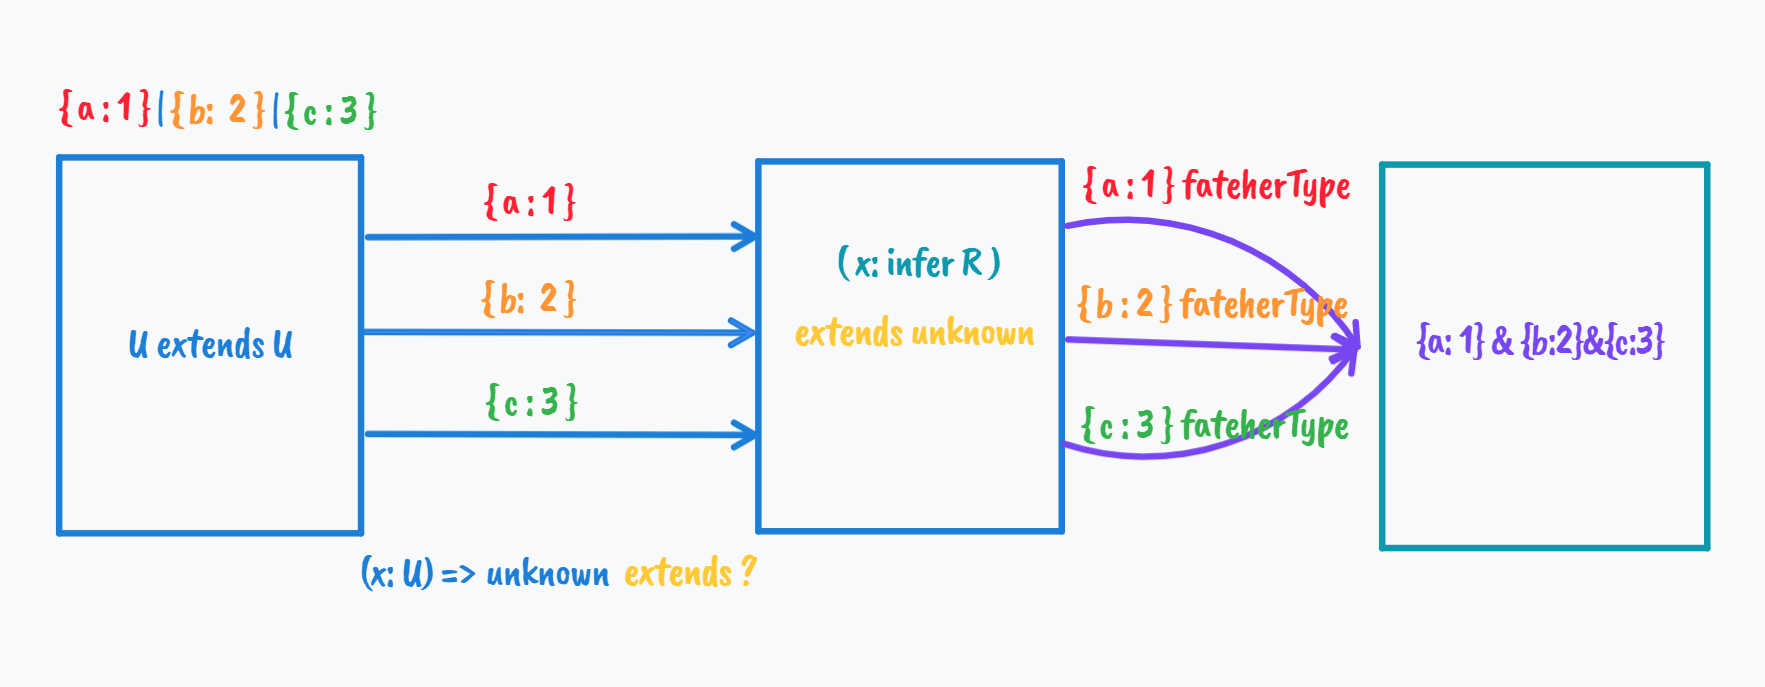 {a:1}|{b: 2}|{c:3}
U extends U
{a:1}
{b: 2}
{c:3}
(x: U) => unknown extends ?
(x: infer R)
extends unknown
{a:1} fateherType
{b:2} fateherType
{c:3} fateherType
{a: 1} & {b:2}&{c:3}